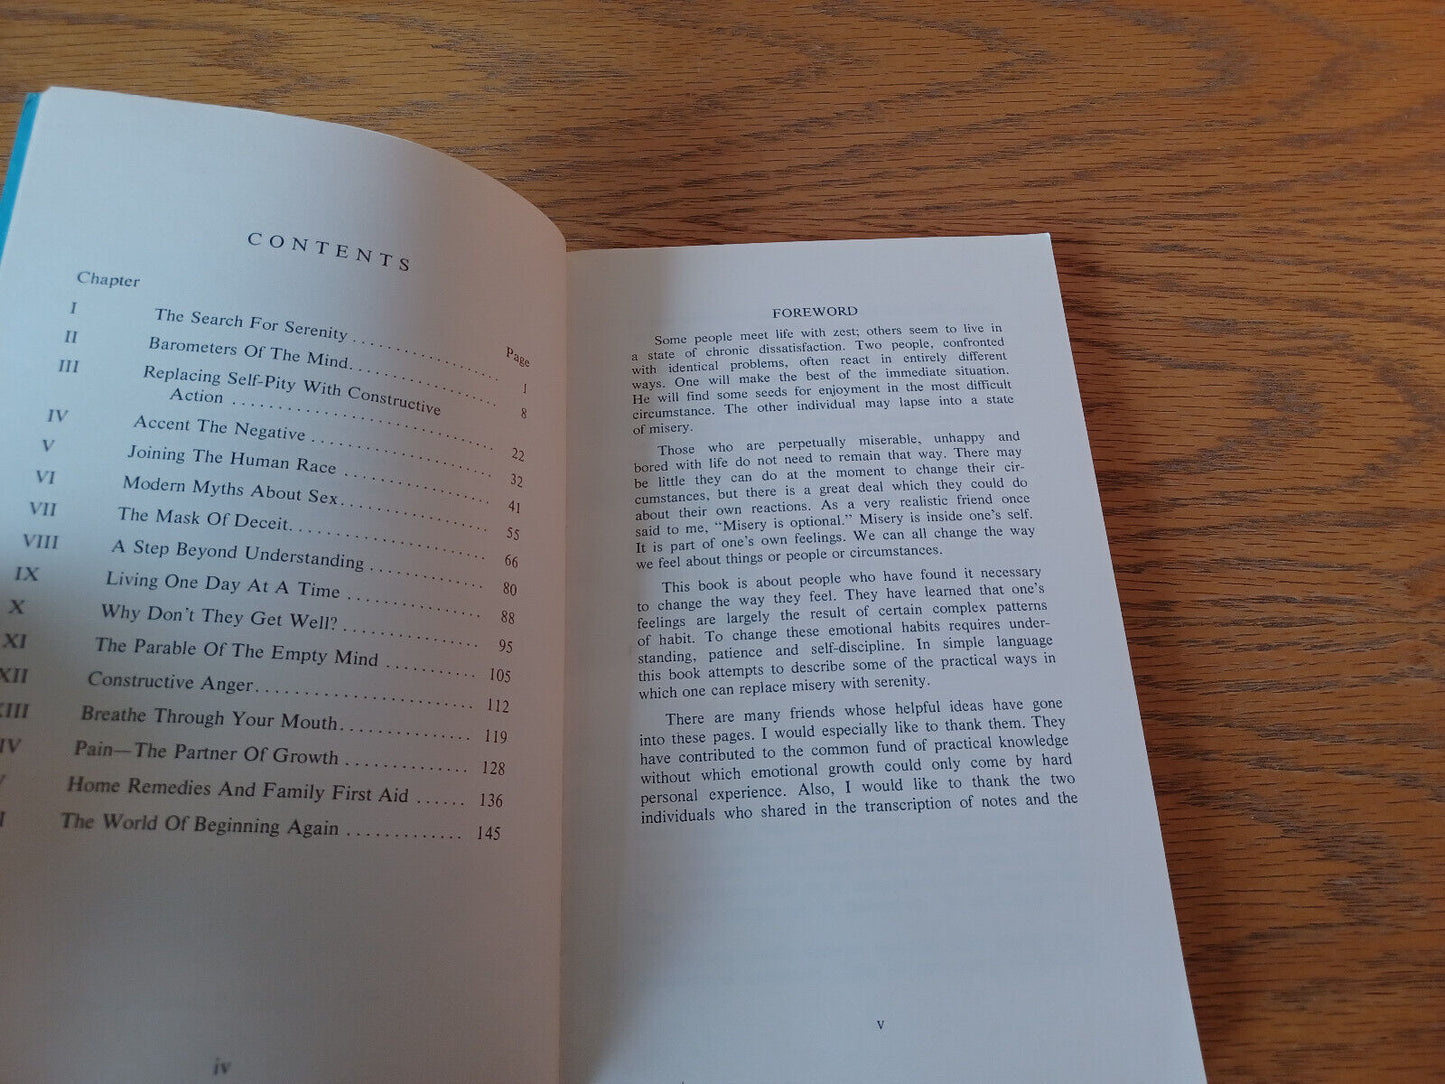 CONTENTS
Chapter
Page
I The Search For Serenity . . . . . . . . . . . . . . . . . . 1
II Barometers Of The Mind. . . . . . . . . . . . . . . . . . 8
III Replacing Self-Pity With Constructive
Action . . . . . . . . . . . . . . . . . . . . . . . . . . . . 22
IV Accent The Negative . . . . . . . . . . . . . . . . . . . . 32
V Joining The Human Race . . . . . . . . . . . . . . . . . 41
VI Modern Myths About Sex. . . . . . . . . . . . . . . . . 55
VII The Mask Of Deceit. . . . . . . . . . . . . . . . . . . . . 66
VIII A Step Beyond Understanding . . . . . . . . . . . . . 80
IX Living One Day At A Time . . . . . . . . . . . . . . . 88
X Why Don't They Get Well? . . . . . . . . . . . . . . . 95
XI The Parable Of The Empty Mind . . . . . . . . . . 105
XII Constructive Anger. . . . . . . . . . . . . . . . . . . . . . 112
XIII Breathe Through Your Mouth. . . . . . . . . . . . . . 119
IV Pain—The Partner Of Growth . . . . . . . . . . . . . 128
V Home Remedies And Family First Aid . . . . . . 136
I The World Of Beginning Again . . . . . . . . . . . . . 145
iv
FOREWORD
Some people meet life with zest; others seem to live in
a state of chronic dissatisfaction. Two people, confronted
with identical problems, often react in entirely different
ways. One will make the best of the immediate situation.
He will find some seeds for enjoyment in the most difficult
circumstance. The other individual may lapse into a state
of misery.
Those who are perpetually miserable, unhappy and
bored with life do not need to remain that way. There may
be little they can do at the moment to change their cir-
cumstances, but there is a great deal which they could do
about their own reactions. As a very realistic friend once
said to me, "Misery is optional." Misery is inside one's self.
It is part of one's own feelings. We can all change the way
we feel about things or people or circumstances.
This book is about people who have found it necessary
to change the way they feel. They have learned that one's
feelings are largely the result of certain complex patterns
of habit. To change these emotional habits requires under-
standing, patience and self-discipline. In simple language
this book attempts to describe some of the practical ways in
which one can replace misery with serenity.
There are many friends whose helpful ideas have gone
into these pages. I would especially like to thank them. They
have contributed to the common fund of practical knowledge
without which emotional growth could only come by hard
personal experience. Also, I would like to thank the two
individuals who shared in the transcription of notes and the
v